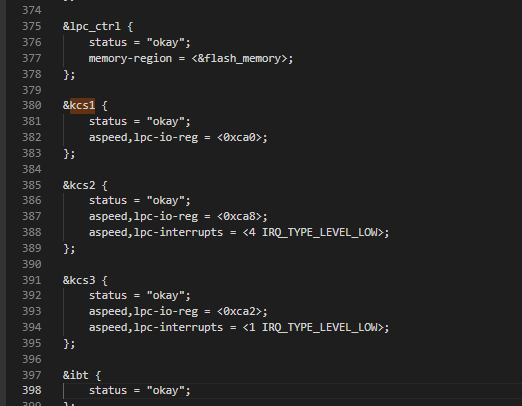 374
375 &lpc_ctrl {
376     status = "okay";
377     memory-region = <&flash_memory>;
378 };
379
380 &kcs1 {
381     status = "okay";
382     aspeed,lpc-io-reg = <0xca0>;
383 };
384
385 &kcs2 {
386     status = "okay";
387     aspeed,lpc-io-reg = <0xca8>;
388     aspeed,lpc-interrupts = <4 IRQ_TYPE_LEVEL_LOW>;
389 };
390
391 &kcs3 {
392     status = "okay";
393     aspeed,lpc-io-reg = <0xca2>;
394     aspeed,lpc-interrupts = <1 IRQ_TYPE_LEVEL_LOW>;
395 };
396
397 &ibt {
398     status = "okay";
399 };